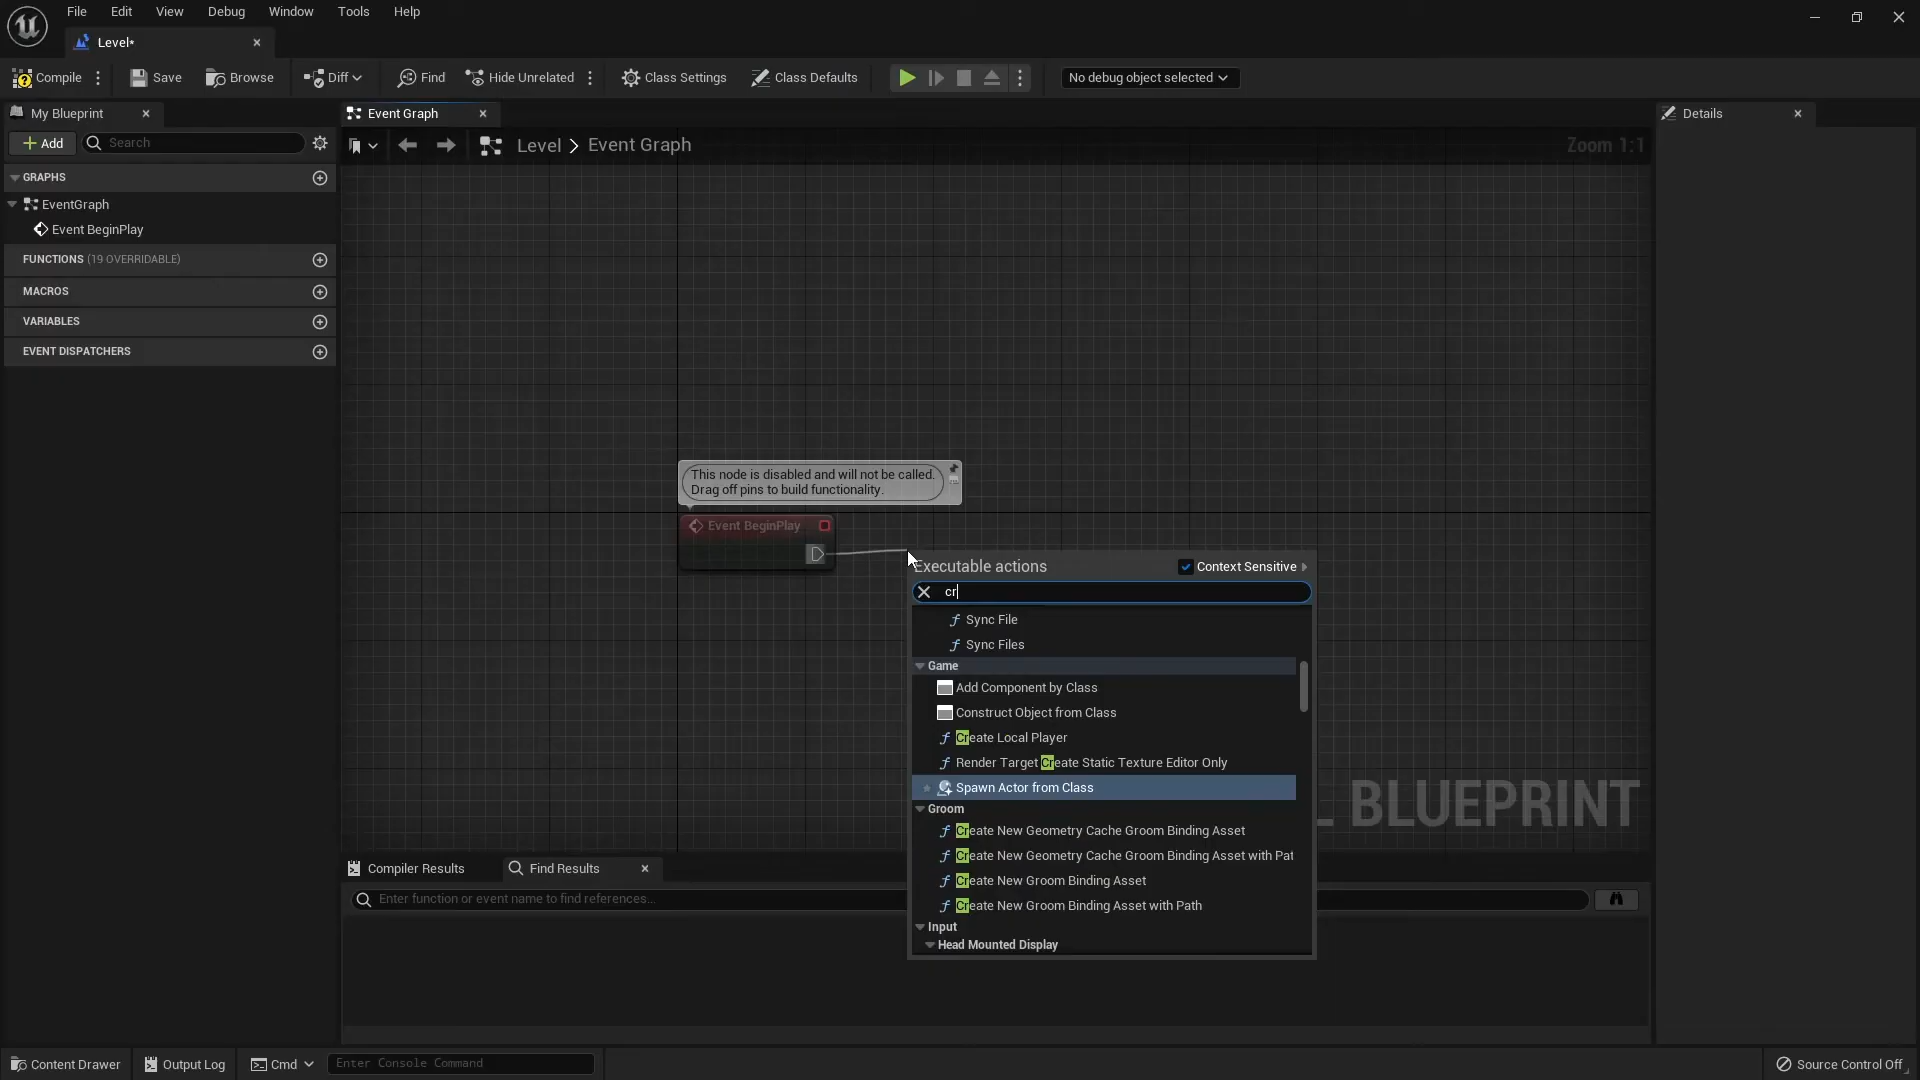 File Edit View Debug Window Tools Help
Level*
Compile Save Browse Diff Find Hide Unrelated Class Settings Class Defaults No debug object selected
My Blueprint
Event Graph
Details
Add Search
Level > Event Graph
Zoom 1:1
GRAPHS
EventGraph
Event BeginPlay
FUNCTIONS (19 OVERRIDABLE)
MACROS
VARIABLES
EVENT DISPATCHERS
This node is disabled and will not be called.
Drag off pins to build functionality.
Event BeginPlay
Executable actions Context Sensitive
cr
Sync File
Sync Files
Game
Add Component by Class
Construct Object from Class
Create Local Player
Render Target Create Static Texture Editor Only
Spawn Actor from Class
Groom
Create New Geometry Cache Groom Binding Asset
Create New Geometry Cache Groom Binding Asset with Pat
Create New Groom Binding Asset
Create New Groom Binding Asset with Path
Input
Head Mounted Display
BLUEPRINT
Compiler Results Find Results
Enter function or event name to find references...
Content Drawer Output Log Cmd Enter Console Command Source Control Off